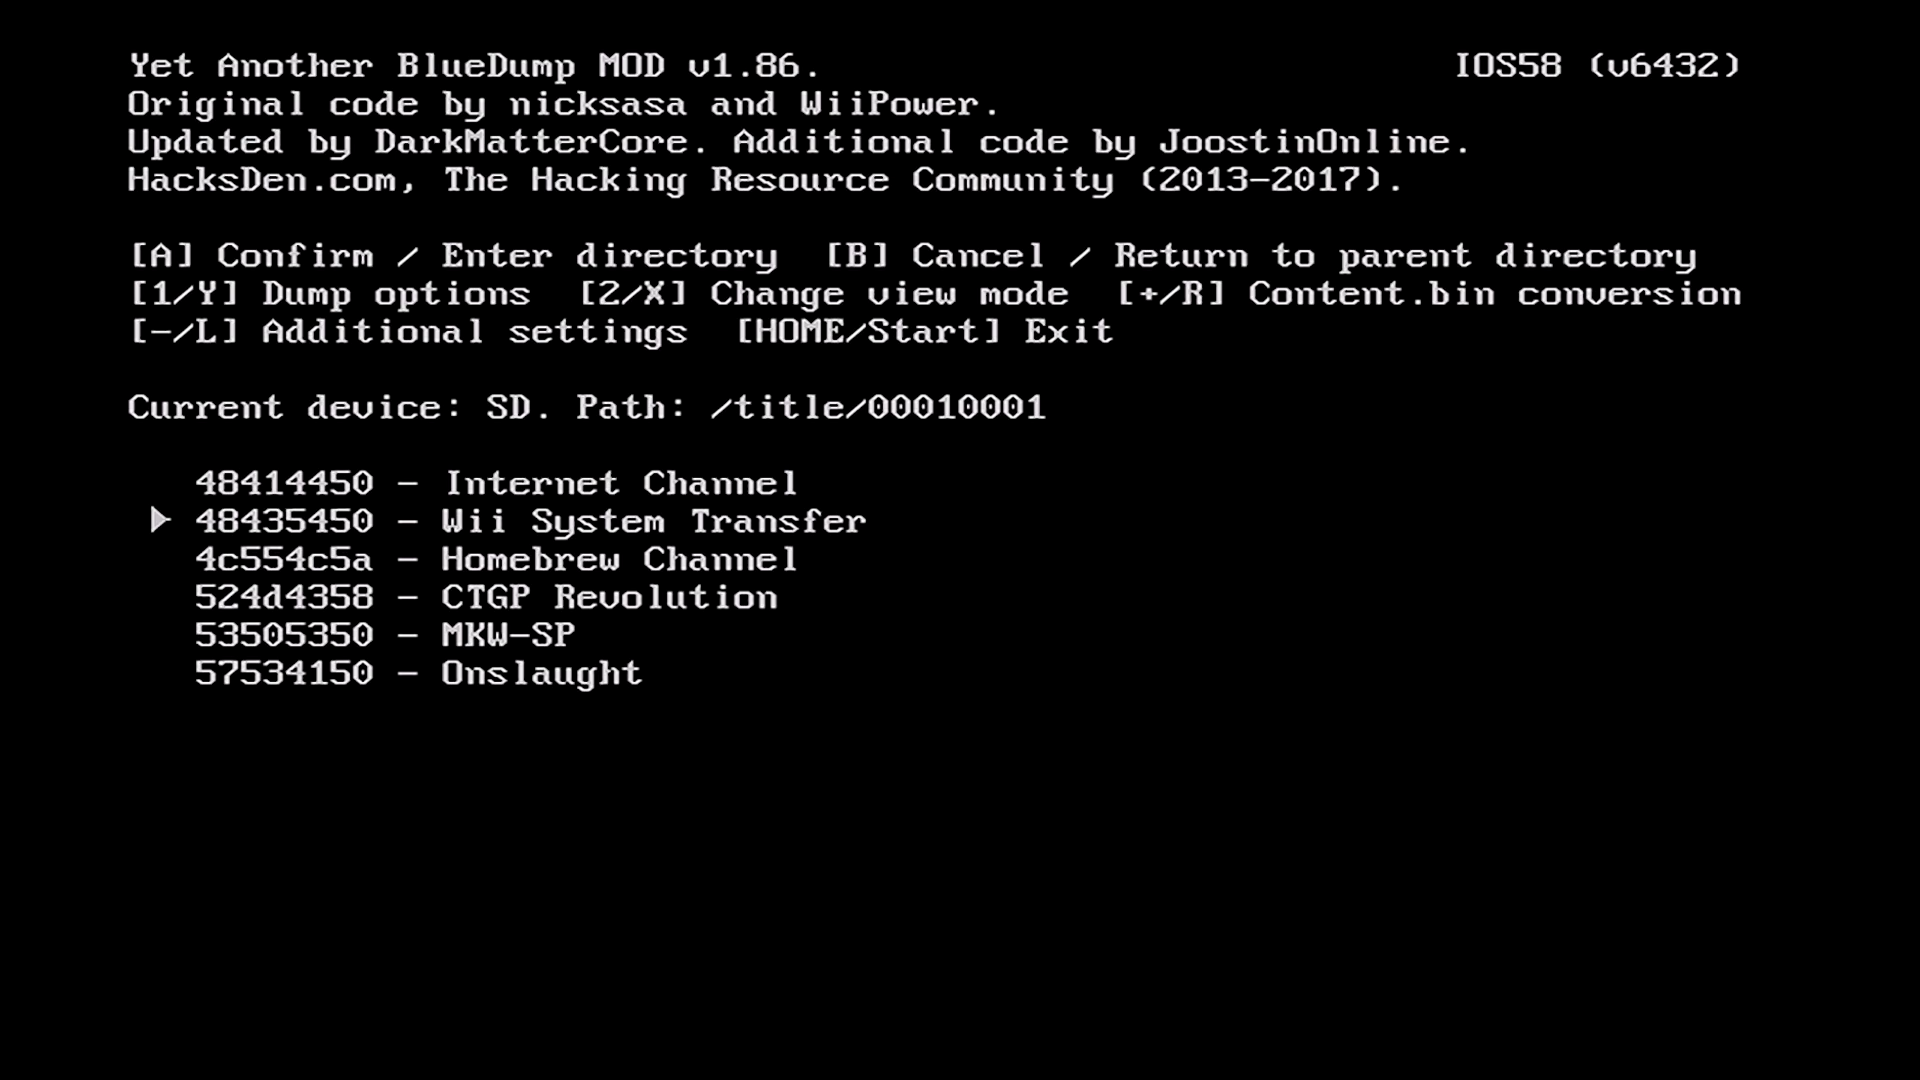 Yet Another BlueDump MOD v1.86. IOS58 (v6432)
Original code by nicksasa and WiiPower.
Updated by DarkMatterCore. Additional code by JoostinOnline.
HacksDen.com, The Hacking Resource Community (2013-2017).
[A] Confirm / Enter directory [B] Cancel / Return to parent directory
[1/Y] Dump options [2/X] Change view mode [+/R] Content.bin conversion
[-/L] Additional settings [HOME/Start] Exit
Current device: SD. Path: /title/00010001
48414450 - Internet Channel
48435450 - Wii System Transfer
4c554c5a - Homebrew Channel
524d4358 - CTGP Revolution
53505350 - MKW-SP
57534150 - Onslaught